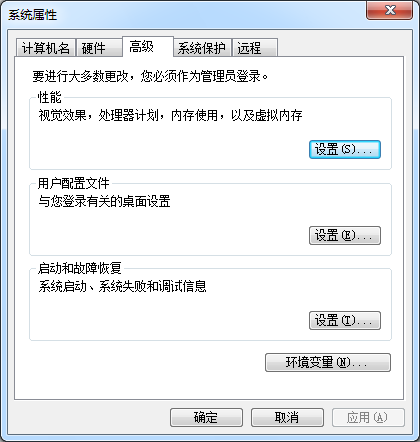 系统属性
计算机名 硬件 高级 系统保护 远程
要进行大多数更改，您必须作为管理员登录。
性能
视觉效果，处理器计划，内存使用，以及虚拟内存
设置(S)...
用户配置文件
与您登录有关的桌面设置
设置(E)...
启动和故障恢复
系统启动、系统失败和调试信息
设置(T)...
环境变量(N)...
确定 取消 应用(A)